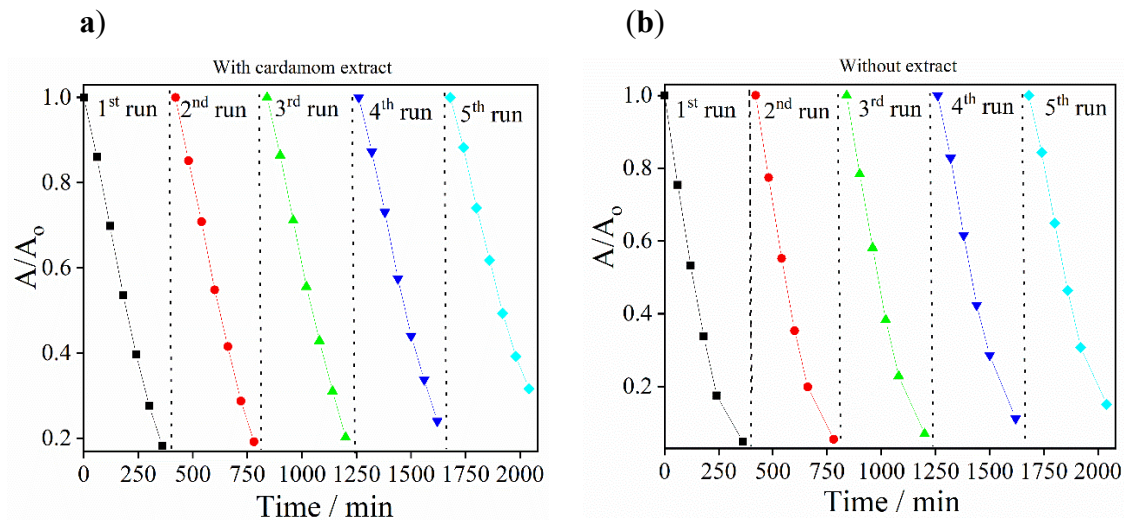 a)
With cardamom extract
1st run 2nd run 3rd run 4th run 5th run
1.0
0.8
0.6
0.4
0.2
A/Ao
0 250 500 750 1000 1250 1500 1750 2000
Time / min
(b)
Without extract
1st run 2nd run 3rd run 4th run 5th run
1.0
0.8
0.6
0.4
0.2
A/Ao
0 250 500 750 1000 1250 1500 1750 2000
Time / min